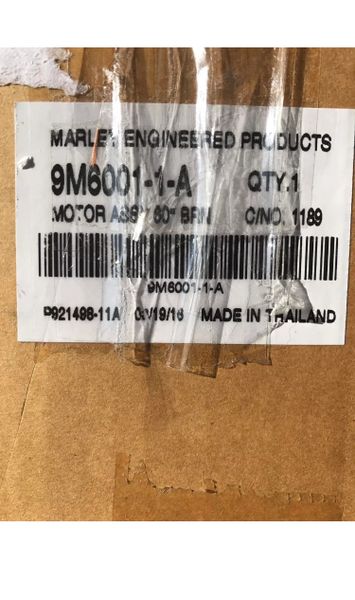 MARLEY ENGINEERED PRODUCTS
9M6001-1-A QTY.1
MOTOR ASSY 60" BRN C/NO. 1189
9M6001-1-A
P921498-11A MADE IN THAILAND